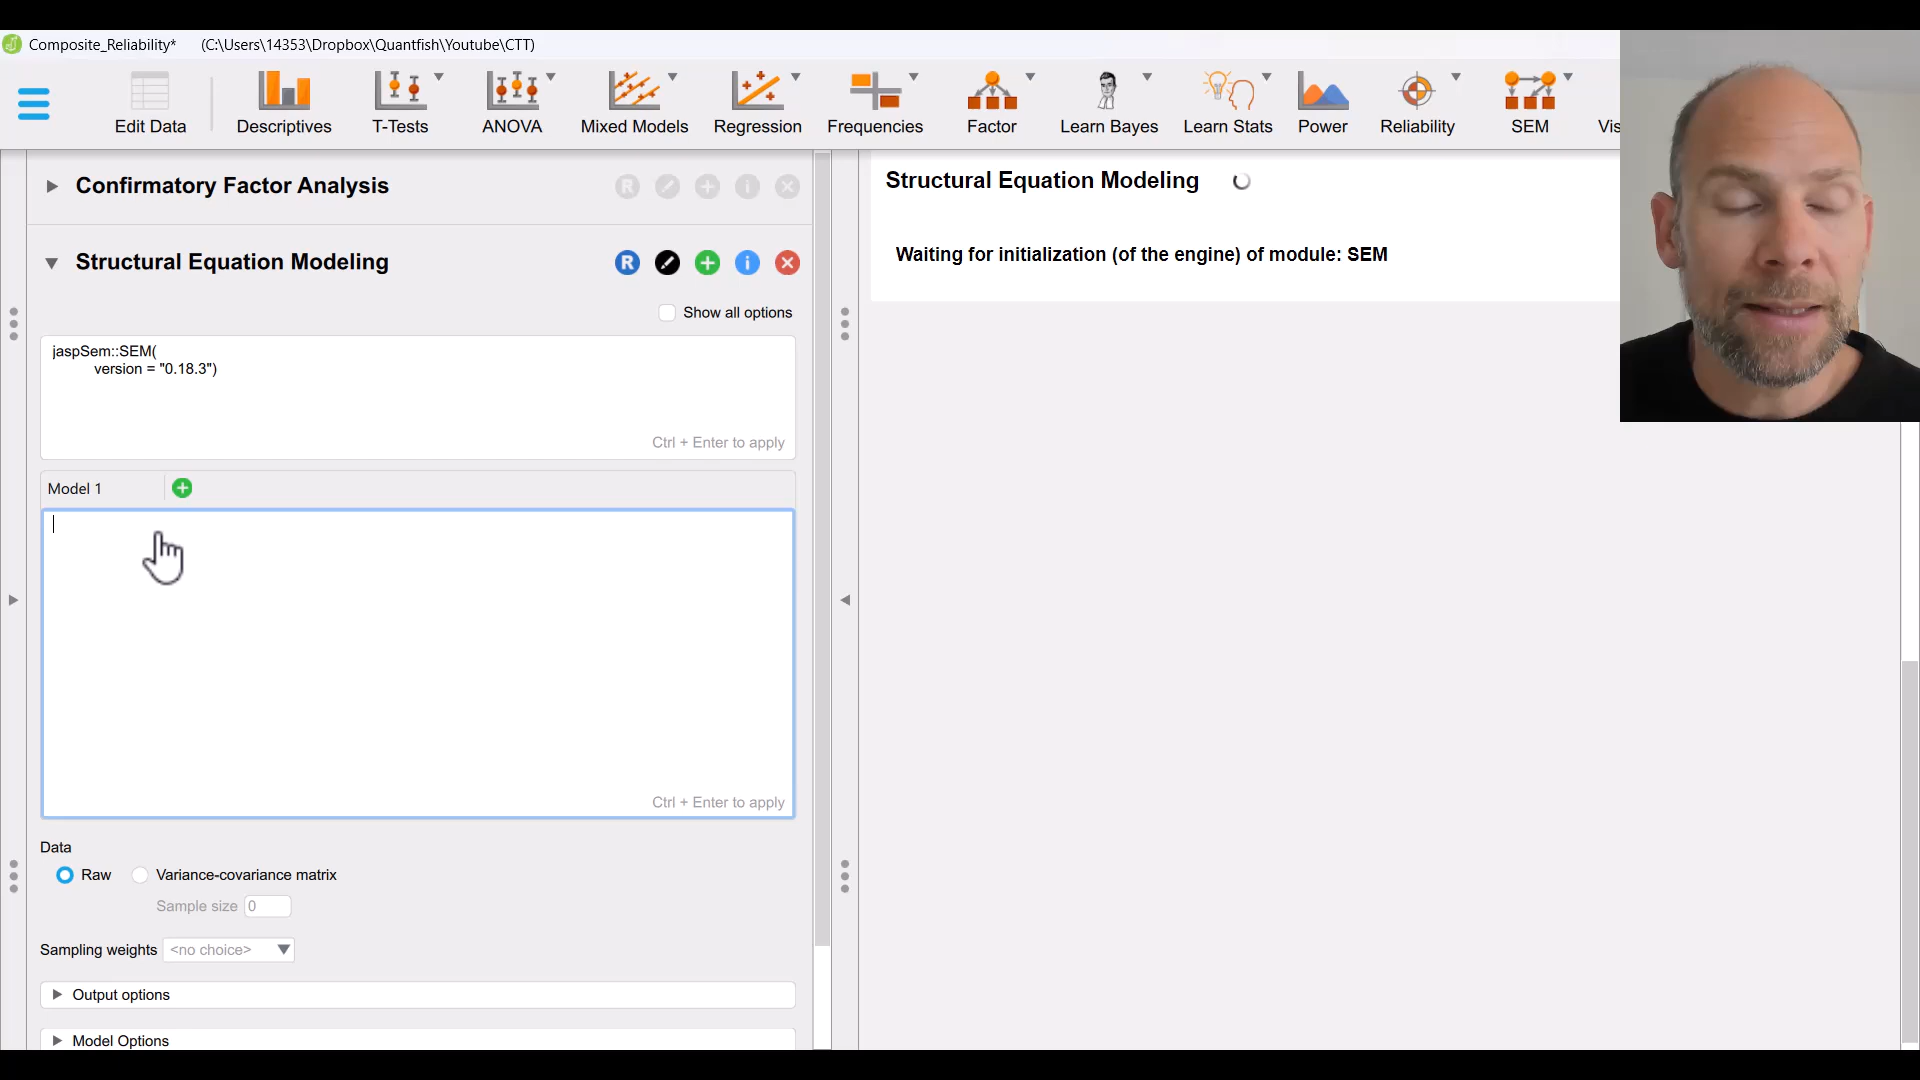 Composite_Reliability* (C:\Users\14353\Dropbox\Quantfish\Youtube\CTT)
Edit Data
Descriptives
T-Tests
ANOVA
Mixed Models
Regression
Frequencies
Factor
Learn Bayes
Learn Stats
Power
Reliability
SEM
Vis
Confirmatory Factor Analysis
R
i
Structural Equation Modeling
R
i
Show all options
jaspSem::SEM(
version = "0.18.3")
Ctrl + Enter to apply
Model 1
Ctrl + Enter to apply
Data
Raw
Variance-covariance matrix
Sample size 0
Sampling weights <no choice>
Output options
Model Options
Structural Equation Modeling
Waiting for initialization (of the engine) of module: SEM